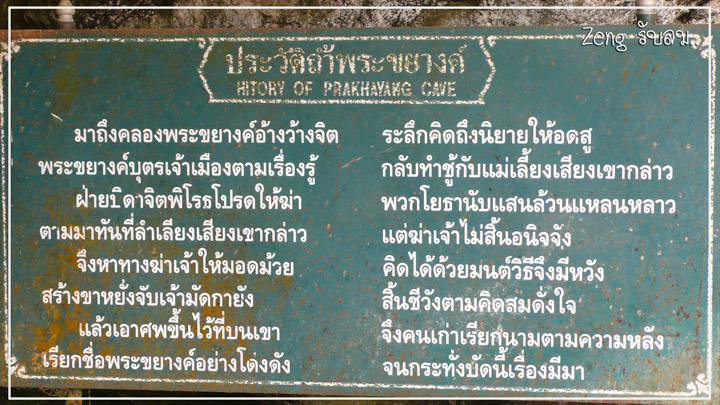 Zeng รับลม
ประวัติถ้ำพระขยางค์
HITORY OF PRAKHAYANG CAVE
มาถึงคลองพระขยางค์อ้างว้างจิต ระลึกคิดถึงนิยายให้อดสู
พระขยางค์บุตรเจ้าเมืองตามเรื่องรู้ กลับทำชู้กับแม่เลี้ยงเสียงเขากล่าว
ฝ่ายบิดาจิตพิโรธโปรดให้ฆ่า พวกโยธานับแสนล้วนแหลนหลาว
ตามมาทันที่ลำเลียงเสียงเขากล่าว แต่ฆ่าเจ้าไม่สิ้นอนิจจัง
จึงหาทางฆ่าเจ้าให้มอดม้วย คิดได้ด้วยมนต์วิธีจึงมีหวัง
สร้างขาหยั่งจับเจ้ามัดกายัง สิ้นชีวังตามคิดสมดั่งใจ
แล้วเอาศพขึ้นไว้ที่บนเขา จึงคนเก่าเรียกนามตามความหลัง
เรียกชื่อพระขยางค์อย่างโด่งดัง จนกระทั่งบัดนี้เรื่องมีมา